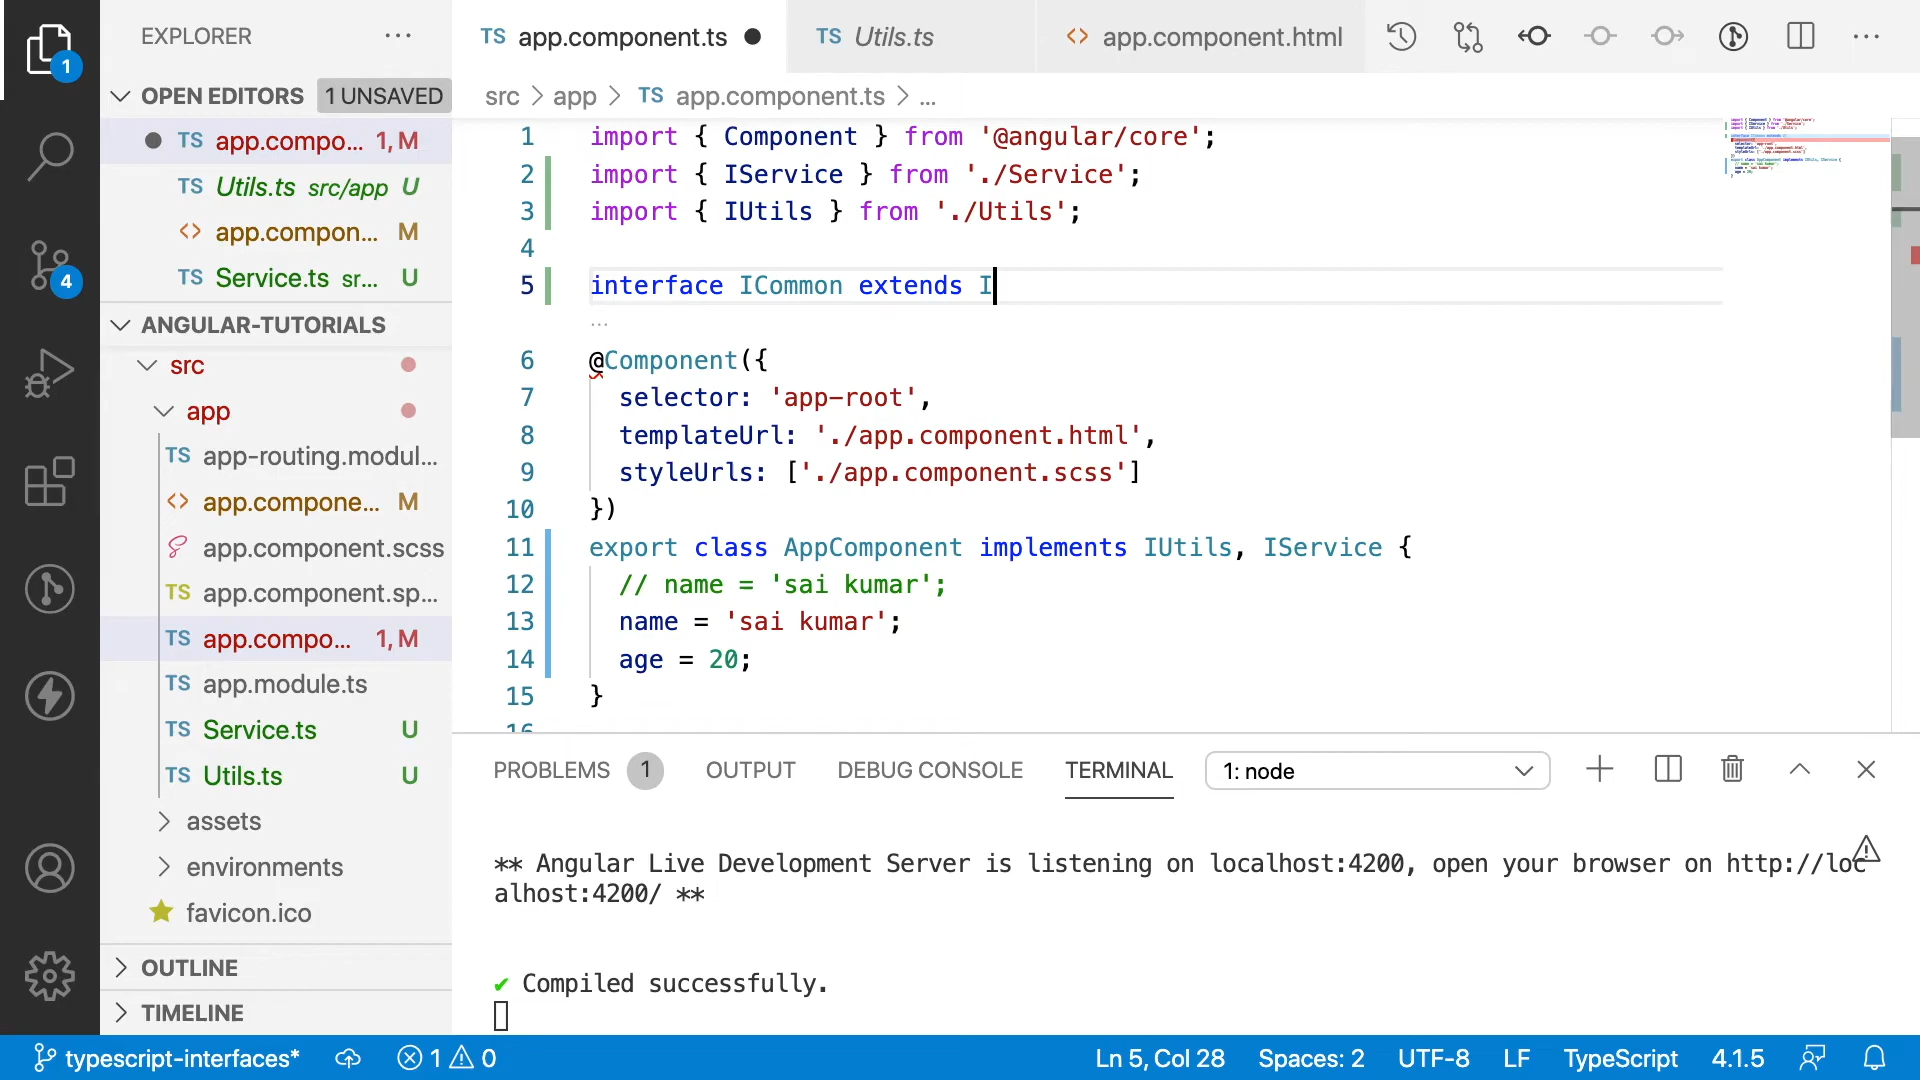 EXPLORER
OPEN EDITORS 1 UNSAVED
TS app.compo... 1, M
TS Utils.ts src/app U
<> app.compon... M
TS Service.ts sr... U
ANGULAR-TUTORIALS
src
app
TS app-routing.modul...
<> app.compone... M
app.component.scss
TS app.component.sp...
TS app.compo... 1, M
TS app.module.ts
TS Service.ts U
TS Utils.ts U
assets
environments
favicon.ico
OUTLINE
TIMELINE
1
4
TS app.component.ts
TS Utils.ts
<> app.component.html
src > app > TS app.component.ts > ...
1 import { Component } from '@angular/core';
2 import { IService } from './Service';
3 import { IUtils } from './Utils';
4
5 interface ICommon extends I
...
6 @Component({
7 selector: 'app-root',
8 templateUrl: './app.component.html',
9 styleUrls: ['./app.component.scss']
10 })
11 export class AppComponent implements IUtils, IService {
12 // name = 'sai kumar';
13 name = 'sai kumar';
14 age = 20;
15 }
16
PROBLEMS 1 OUTPUT DEBUG CONSOLE TERMINAL 1: node
** Angular Live Development Server is listening on localhost:4200, open your browser on http://loc
alhost:4200/ **
✔ Compiled successfully.
typescript-interfaces* 1 0 Ln 5, Col 28 Spaces: 2 UTF-8 LF TypeScript 4.1.5